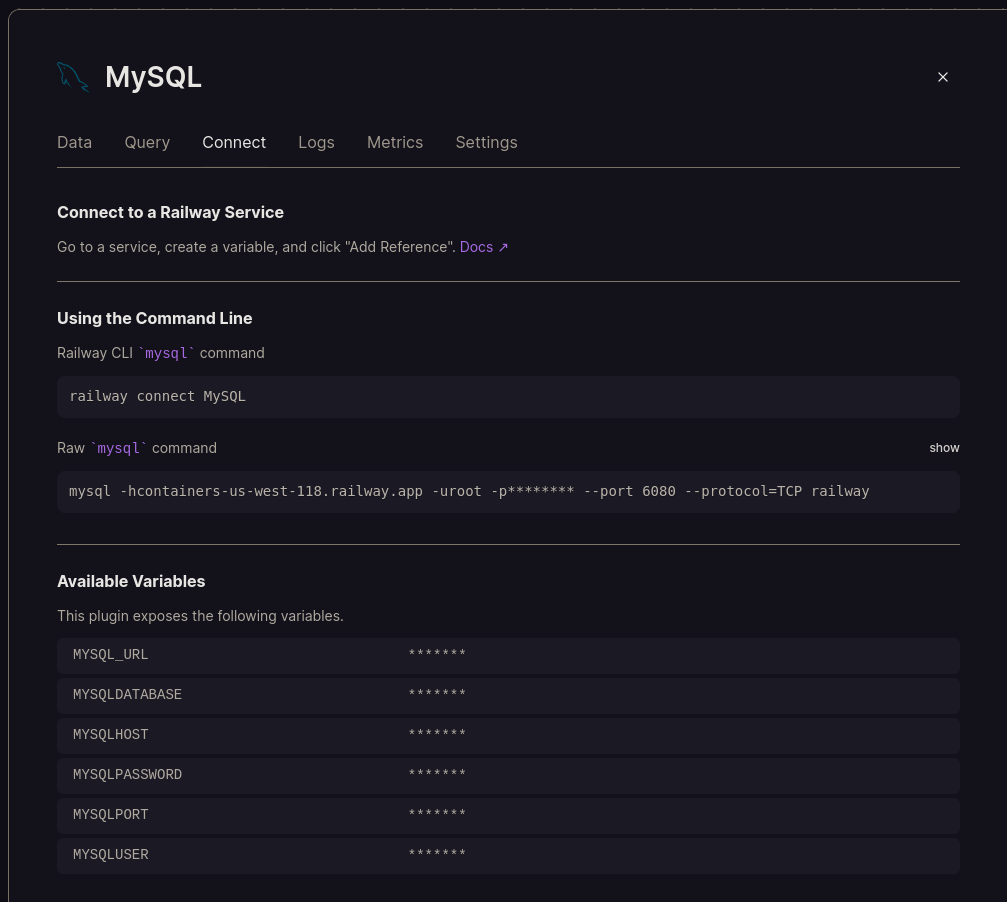 MySQL
Data Query Connect Logs Metrics Settings
Connect to a Railway Service
Go to a service, create a variable, and click "Add Reference". Docs ↗
Using the Command Line
Railway CLI `mysql` command
railway connect MySQL
Raw `mysql` command show
mysql -hcontainers-us-west-118.railway.app -uroot -p******** --port 6080 --protocol=TCP railway
Available Variables
This plugin exposes the following variables.
MYSQL_URL *******
MYSQLDATABASE *******
MYSQLHOST *******
MYSQLPASSWORD *******
MYSQLPORT *******
MYSQLUSER *******